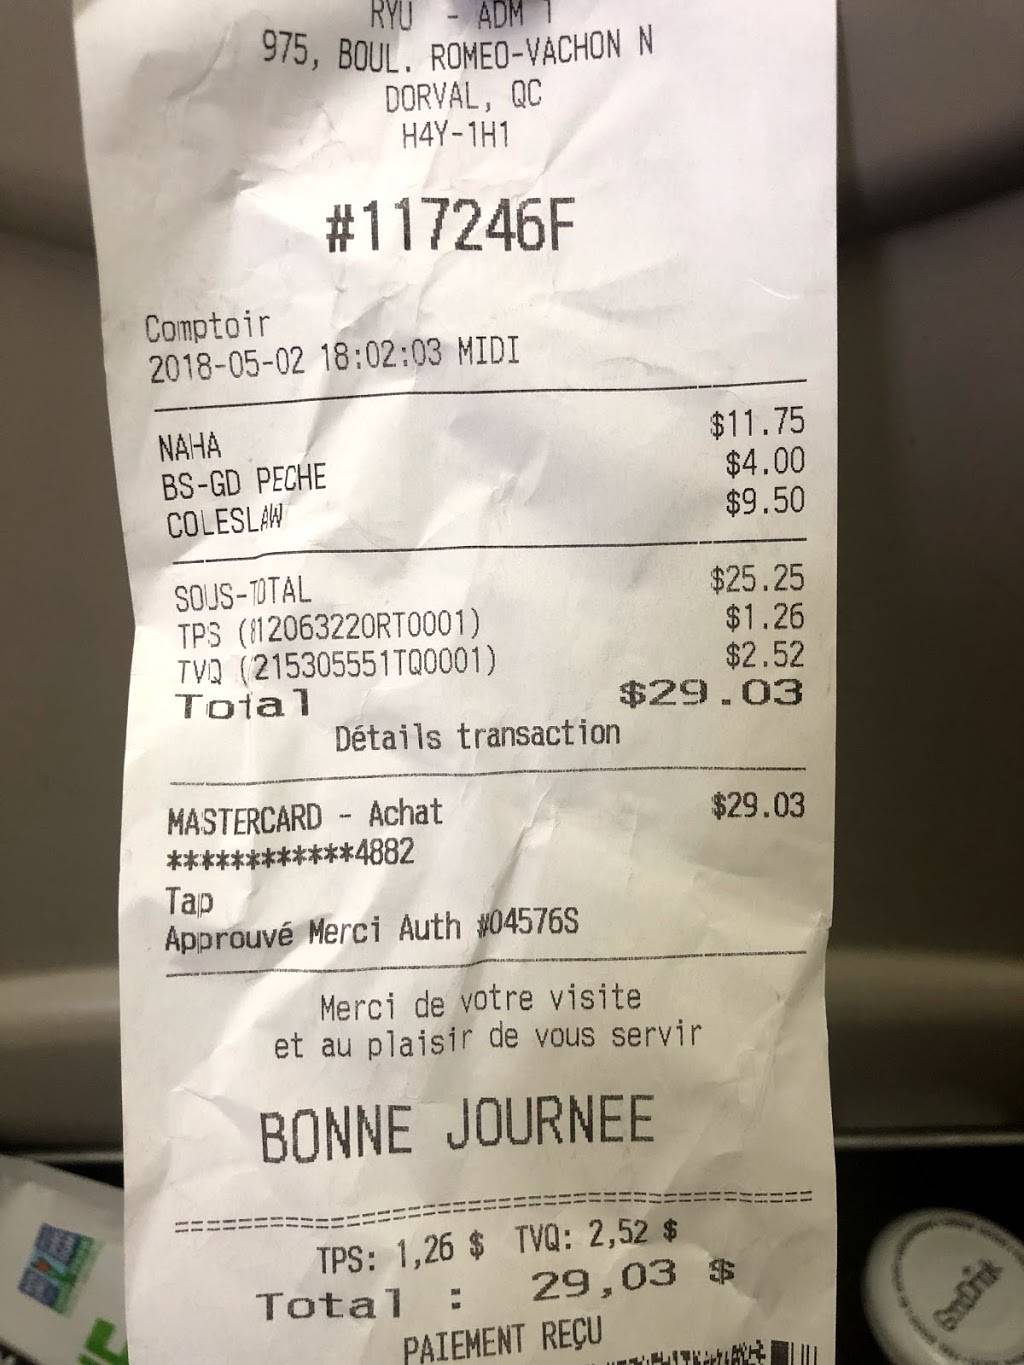 RYU - ADM 1
975, BOUL. ROMEO-VACHON N
DORVAL, QC
H4Y-1H1
#117246F
Comptoir
2018-05-02 18:02:03 MIDI
NAHA $11.75
BS-GD PECHE $4.00
COLESLAW $9.50
SOUS-TOTAL $25.25
TPS (812063220RT0001) $1.26
TVQ (215305551TQ0001) $2.52
Total $29.03
Détails transaction
MASTERCARD - Achat $29.03
************4882
Tap
Approuvé Merci Auth #04576S
Merci de votre visite
et au plaisir de vous servir
BONNE JOURNEE
==================================================
TPS: 1,26 $ TVQ: 2,52 $
Total : 29,03 $
PAIEMENT REÇU